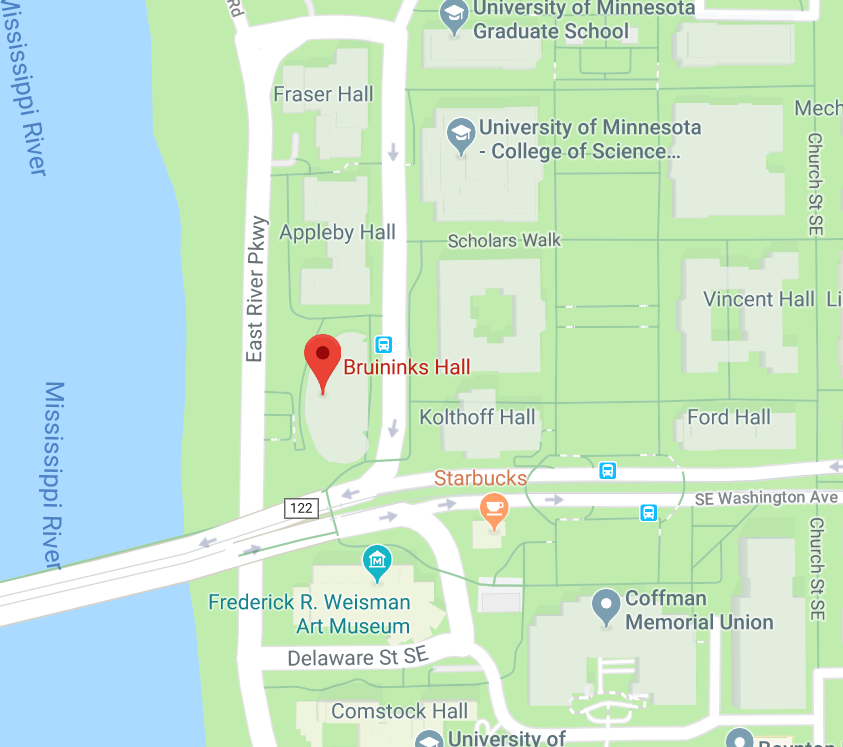 Mississippi River
Rd
University of Minnesota
Graduate School
Fraser Hall
University of Minnesota
- College of Science...
Mech
Church St SE
East River Pkwy
Appleby Hall
Scholars Walk
Vincent Hall
Li
Bruininks Hall
Mississippi River
Kolthoff Hall
Ford Hall
Starbucks
122
SE Washington Ave
Church St SE
Frederick R. Weisman
Art Museum
Coffman
Memorial Union
Delaware St SE
Comstock Hall
University of